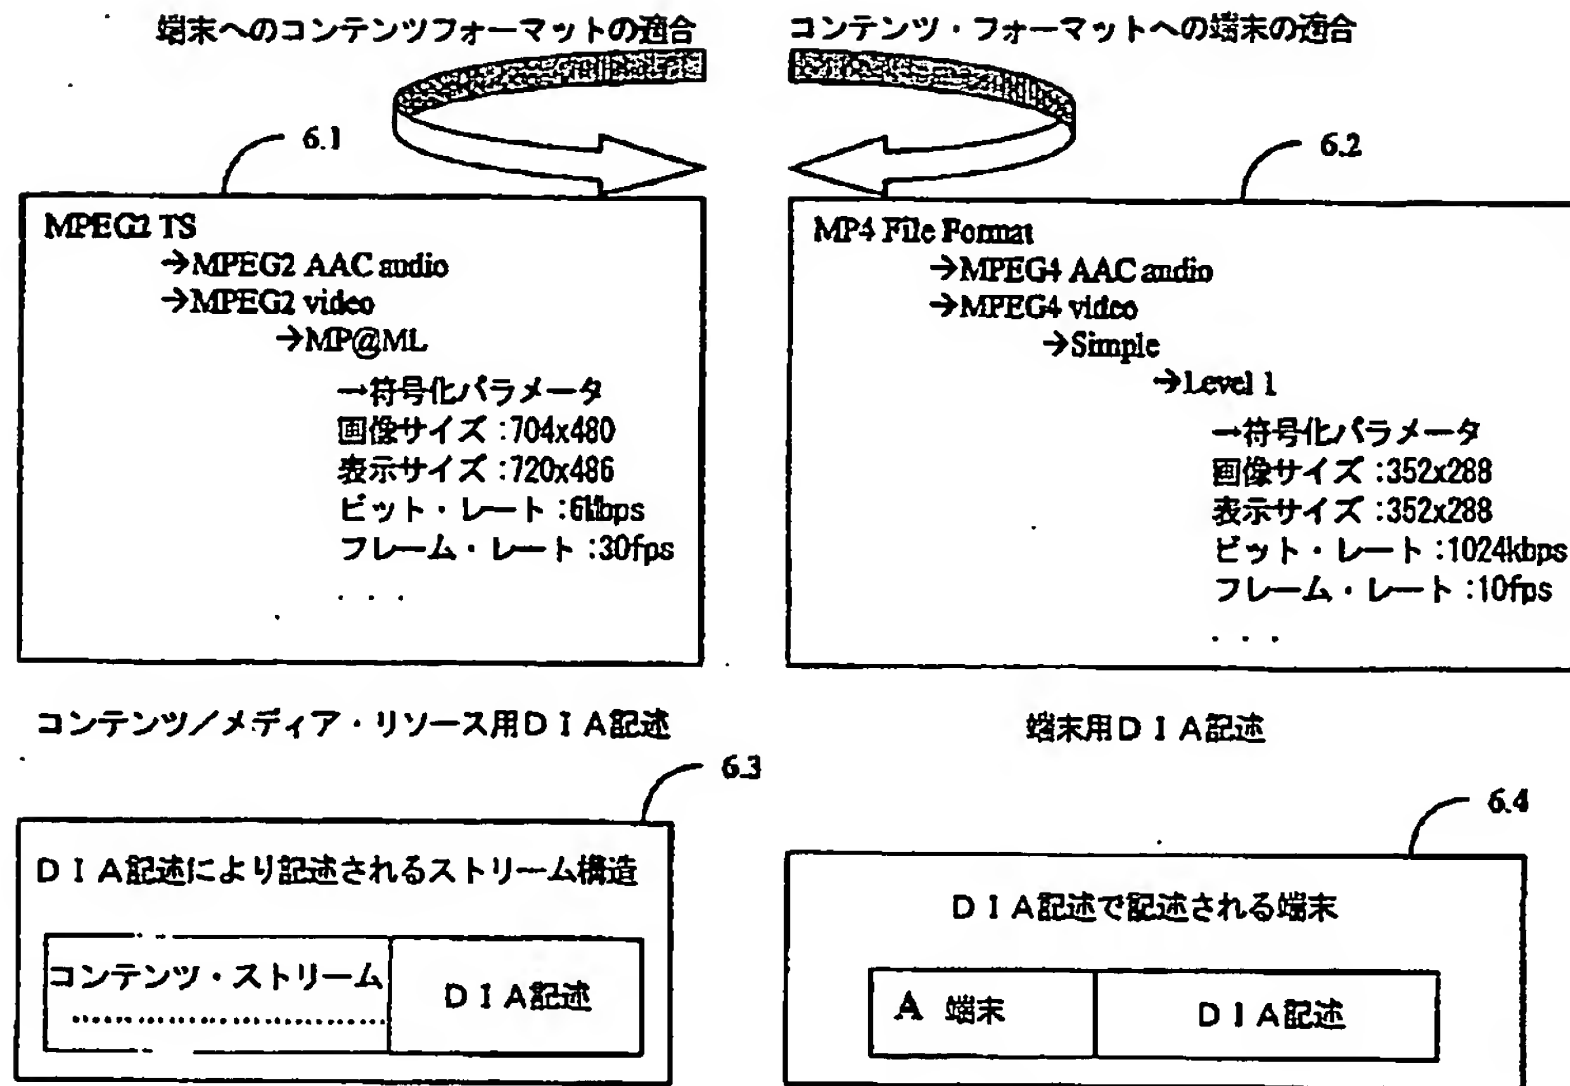 端末へのコンテンツフォーマットの適合
コンテンツ・フォーマットへの端末の適合
6.1
MPEG2 TS
→MPEG2 AAC audio
→MPEG2 video
→MP@ML
→符号化パラメータ
画像サイズ:704x480
表示サイズ:720x486
ビット・レート:
フレーム・レート:30fps
...
6.2
MP4 File Format
→MPEG4 AAC audio
→MPEG4 video
→Simple
→Level 1
→符号化パラメータ
画像サイズ:352x288
表示サイズ:352x288
ビット・レート:1024kbps
フレーム・レート:10fps
...
コンテンツ/メディア・リソース用DIA記述
端末用DIA記述
6.3
DIA記述により記述されるストリーム構造
コンテンツ・ストリーム
DIA記述
6.4
DIA記述で記述される端末
A 端末
DIA記述